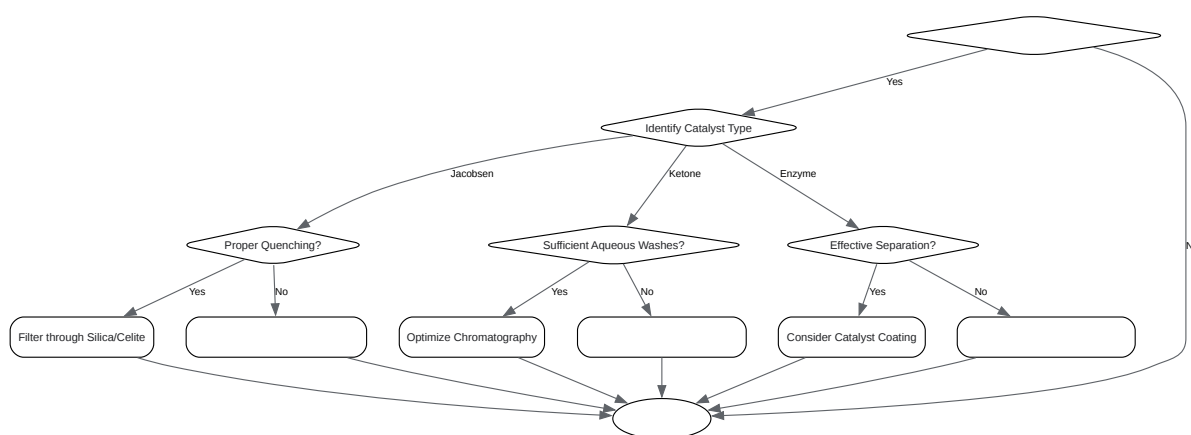 Yes
Identify Catalyst Type
Jacobsen
Ketone
Enzyme
Proper Quenching?
Sufficient Aqueous Washes?
Effective Separation?
Yes
No
Yes
No
Yes
No
Filter through Silica/Celite
Optimize Chromatography
Consider Catalyst Coating